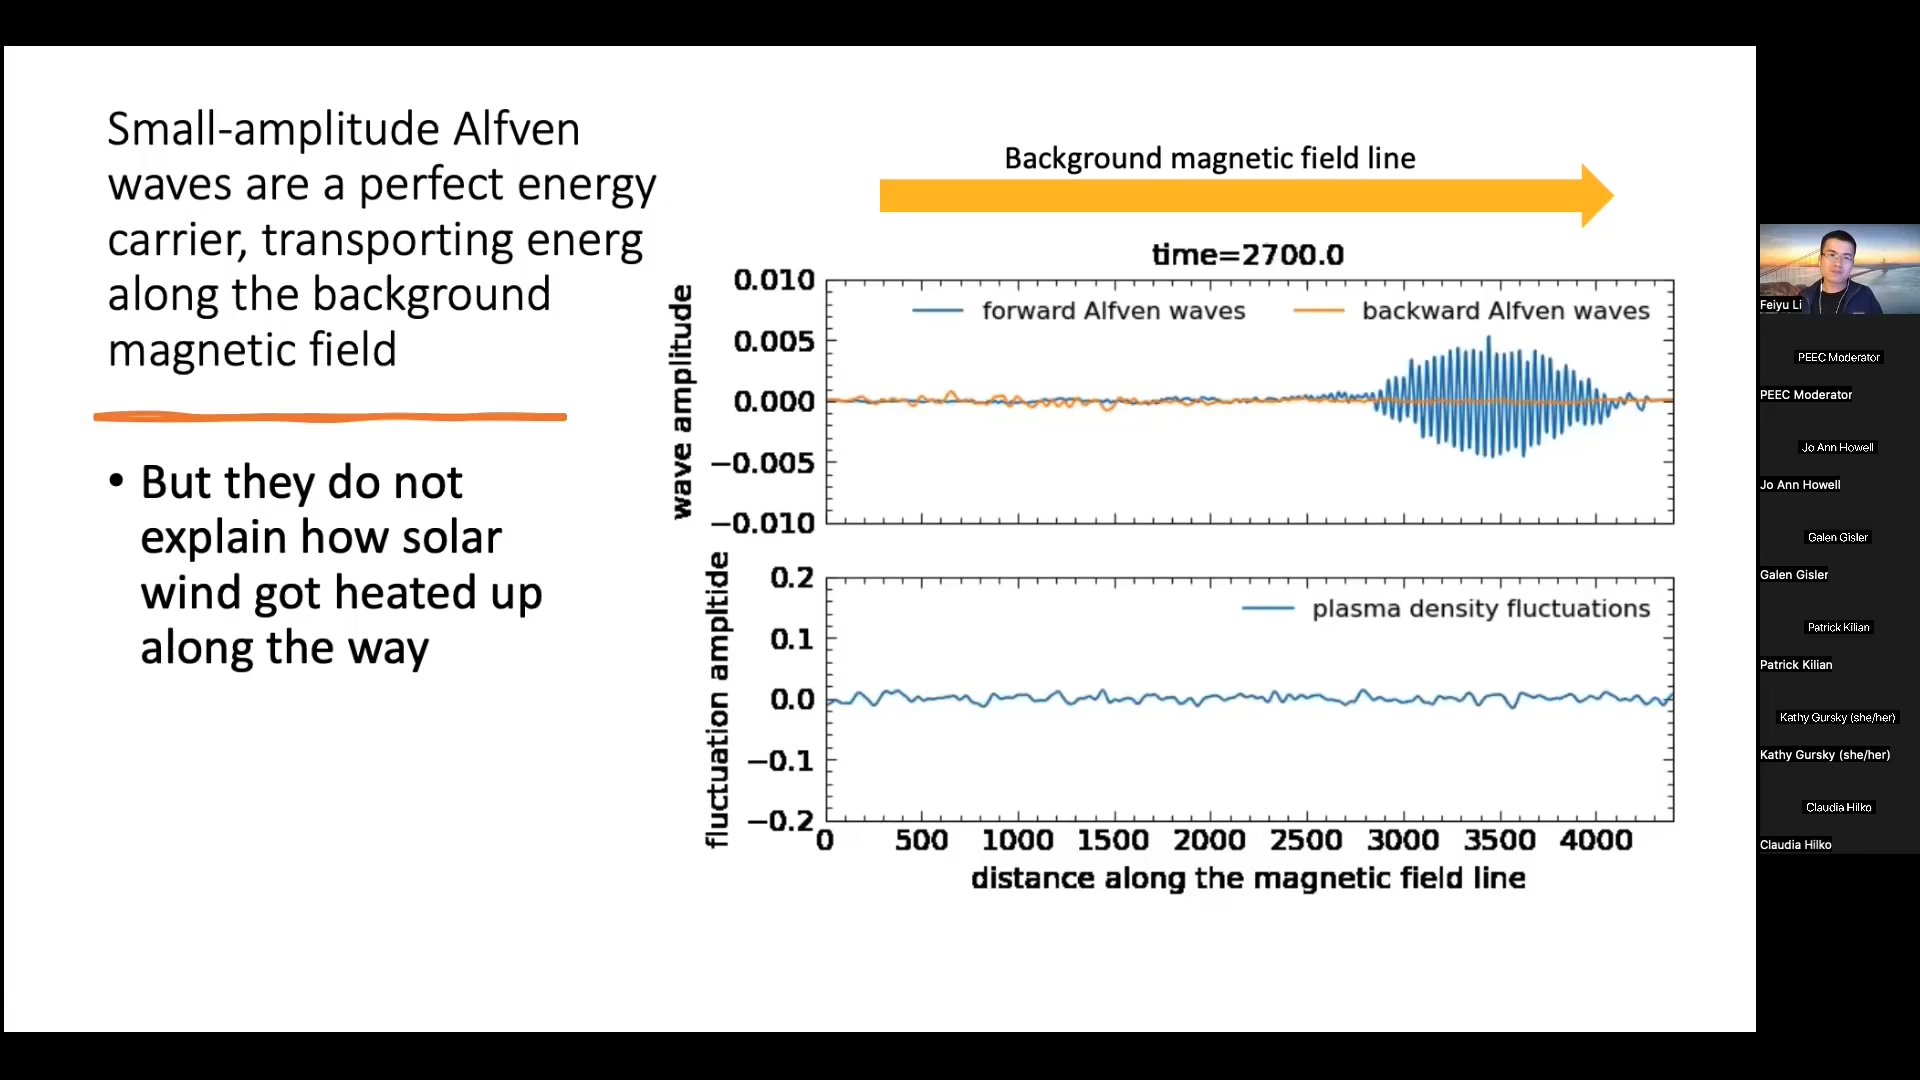 Small-amplitude Alfven
waves are a perfect energy
carrier, transporting energ
along the background
magnetic field
• But they do not
explain how solar
wind got heated up
along the way
Background magnetic field line
time=2700.0
wave amplitude
0.010
0.005
0.000
−0.005
−0.010
forward Alfven waves
backward Alfven waves
fluctuation ampltide
0.2
0.1
0.0
−0.1
−0.2
plasma density fluctuations
0 500 1000 1500 2000 2500 3000 3500 4000
distance along the magnetic field line
Feiyu Li
PEEC Moderator
PEEC Moderator
Jo Ann Howell
Jo Ann Howell
Galen Gisler
Galen Gisler
Patrick Kilian
Patrick Kilian
Kathy Gursky (she/her)
Kathy Gursky (she/her)
Claudia Hilko
Claudia Hilko